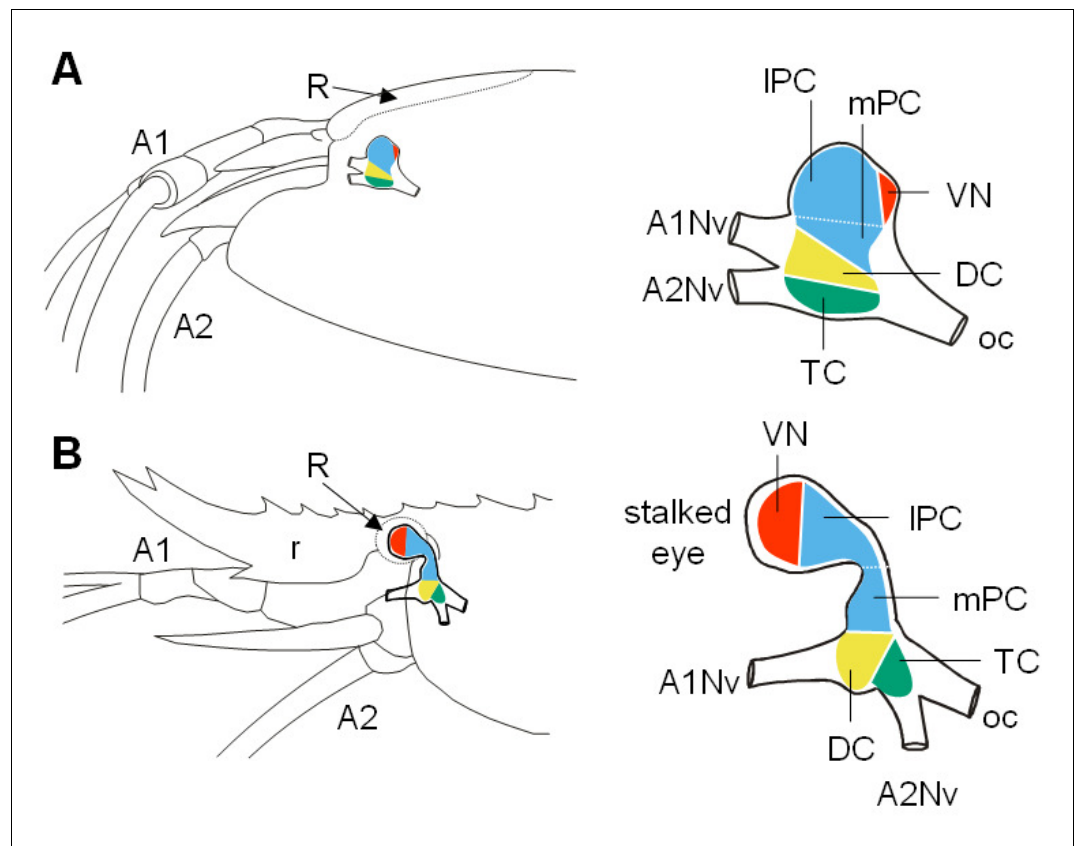 A
R
A1
A2
lPC
mPC
VN
A1Nv
DC
A2Nv
oc
TC
B
R
A1
r
A2
VN
stalked
eye
lPC
mPC
TC
A1Nv
oc
DC
A2Nv